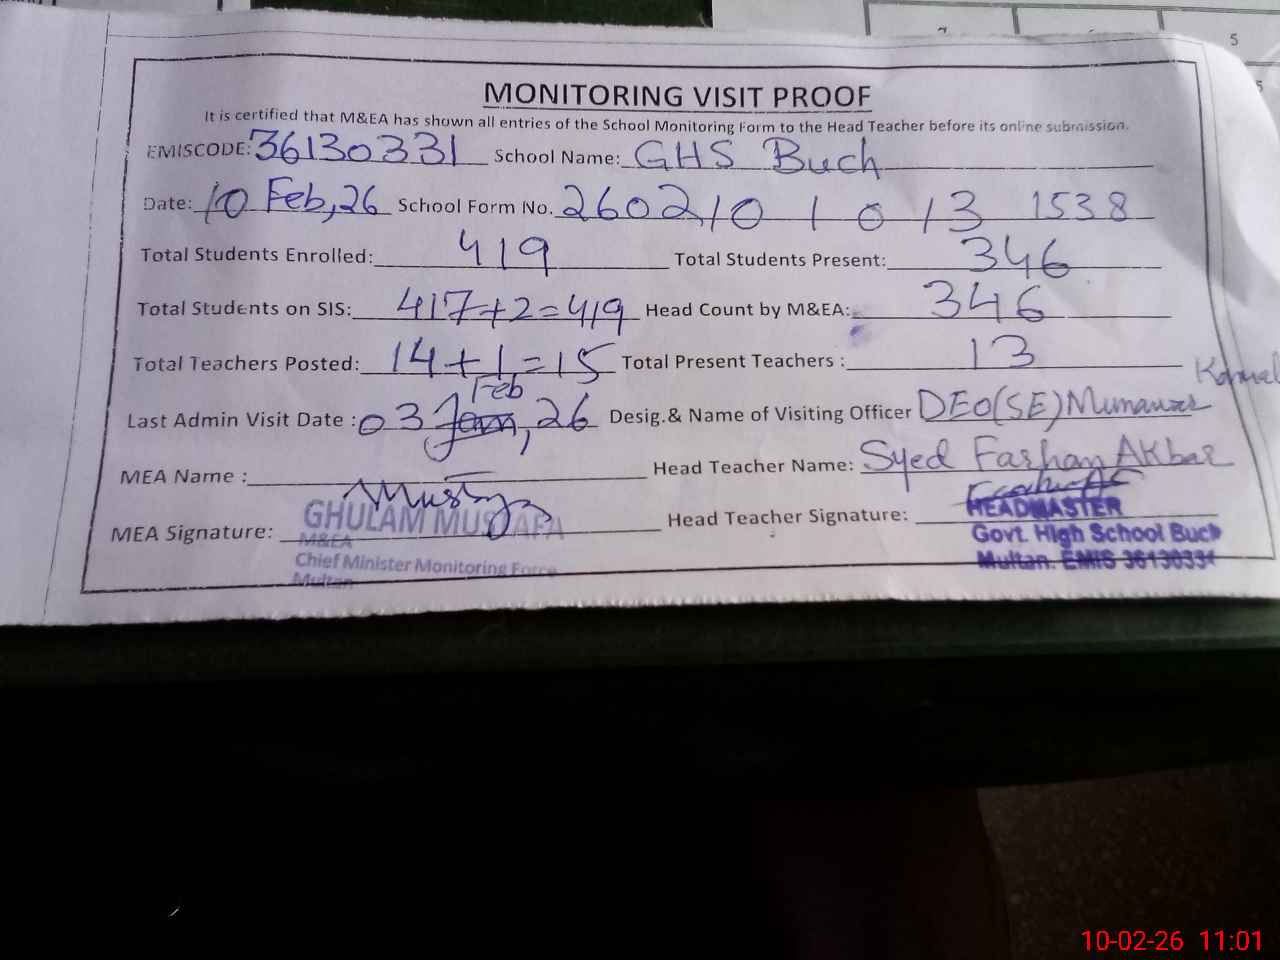 5
MONITORING VISIT PROOF
It is certified that M&EA has shown all entries of the School Monitoring Form to the Head Teacher before its online submission.
EMISCODE: 36130331 School Name: GHS Buch
Date: 10 Feb, 26 School Form No. 260210 1 0 13 1538
Total Students Enrolled: 419 Total Students Present: 346
Total Students on SIS: 417+2=419 Head Count by M&EA: 346
Total Teachers Posted: 14+1=15 Total Present Teachers : 13
Last Admin Visit Date : 03 Feb, 26 Desig.& Name of Visiting Officer DEO(SE) Munawar
MEA Name : Head Teacher Name: Syed Farhan Akbar
MEA Signature: Head Teacher Signature:
GHULAM MUSTAFA
M&EA
Chief Minister Monitoring Force
Multan
HEADMASTER
Govt. High School Buch
Multan. EMIS 36130331
10-02-26 11:01